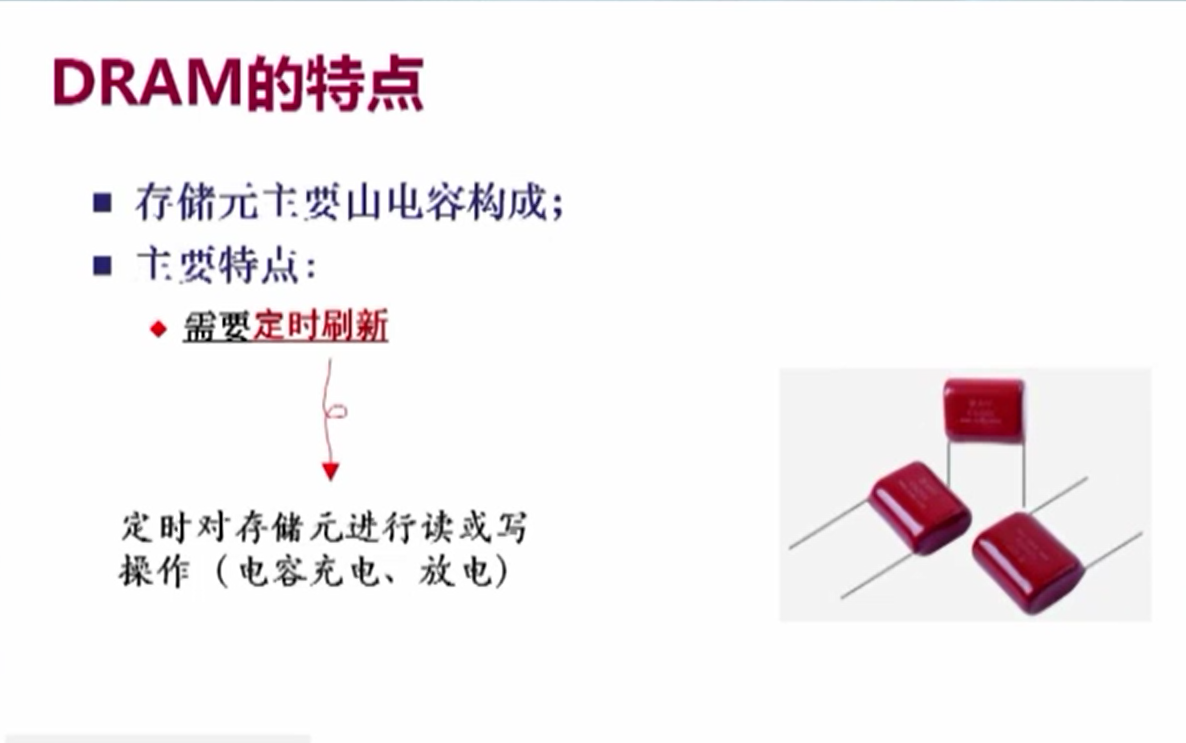 DRAM的特点
存储元主要由电容构成；
主要特点：
需要定时刷新
定时对存储元进行读或写
操作（电容充电、放电）